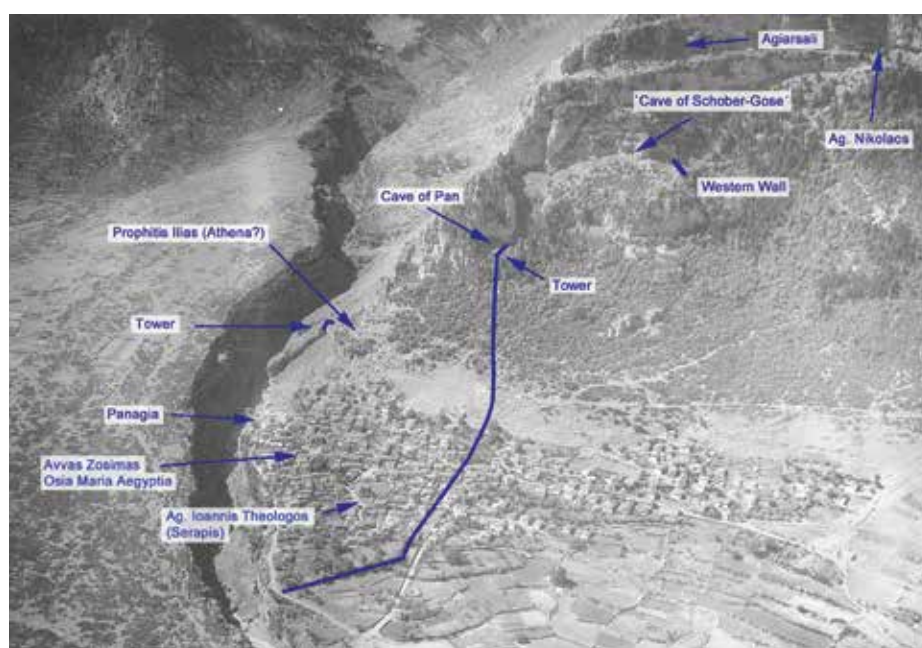 Agiarsali
'Cave of Schober-Gose'
Ag. Nikolaos
Western Wall
Cave of Pan
Prophitis Ilias (Athena?)
Tower
Tower
Panagia
Avvas Zosimas
Osia Maria Aegyptia
Ag. Ioannis Theologos
(Serapis)